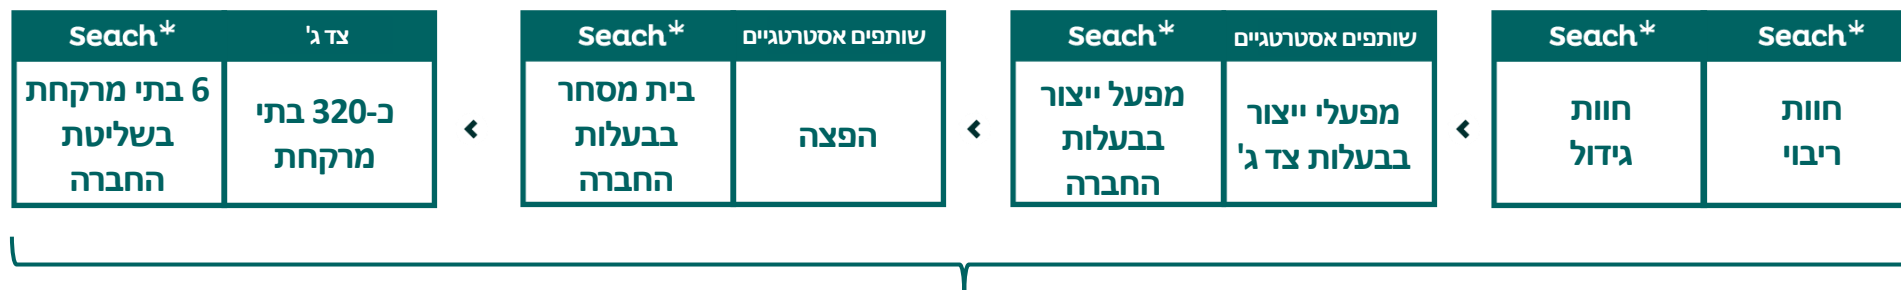 Seach*
Seach*
חוות
ריבוי
חוות
גידול
שותפים אסטרטגיים
Seach*
מפעלי ייצור
בבעלות צד ג'
מפעל ייצור
בבעלות
החברה
שותפים אסטרטגיים
Seach*
הפצה
בית מסחר
בבעלות
החברה
צד ג'
Seach*
כ-320 בתי
מרקחת
6 בתי מרקחת
בשליטת
החברה